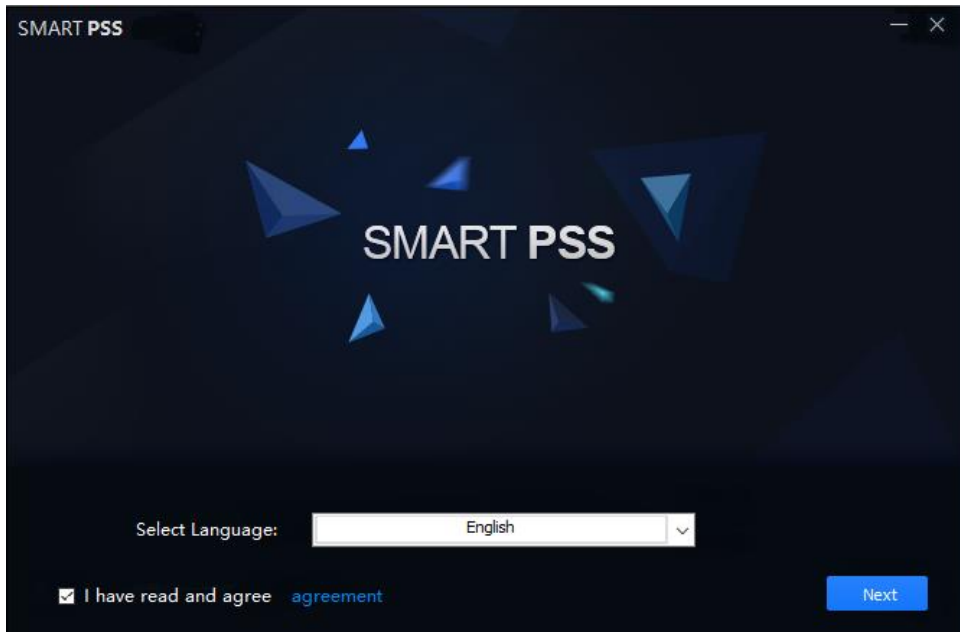 SMART PSS
SMART PSS
Select Language: English
I have read and agree agreement
Next